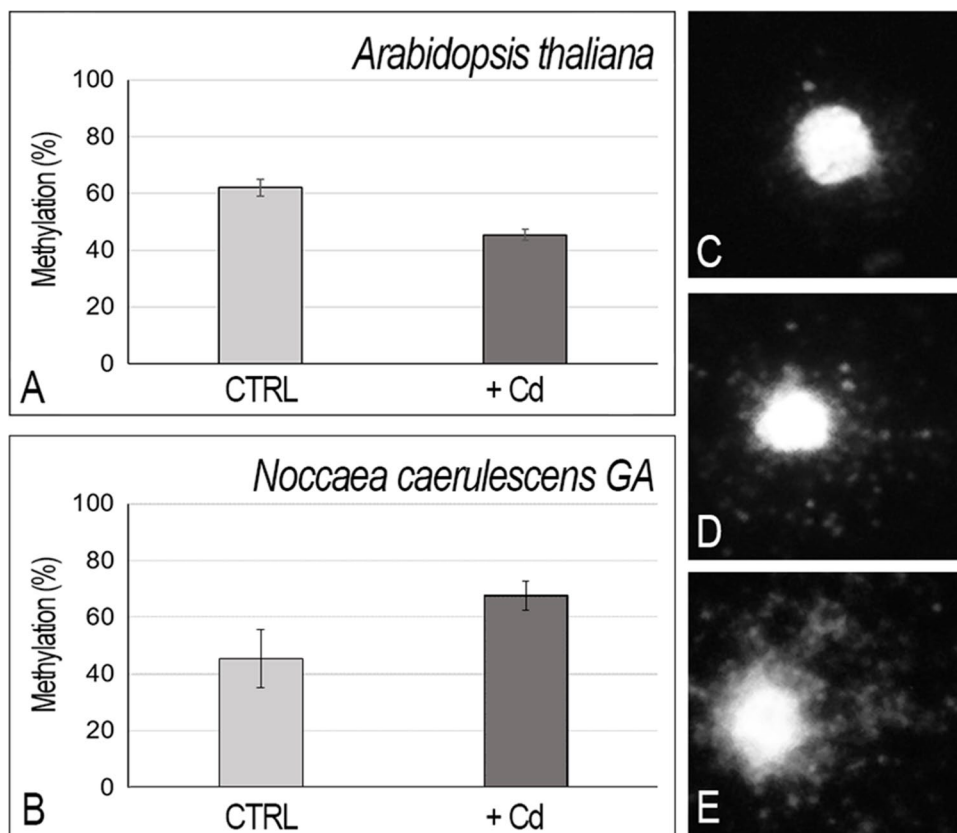 Arabidopsis thaliana
100
80
60
40
20
0
Methylation (%)
CTRL
+ Cd
A
Noccaea caerulescens GA
100
80
60
40
20
0
Methylation (%)
CTRL
+ Cd
B
C
D
E